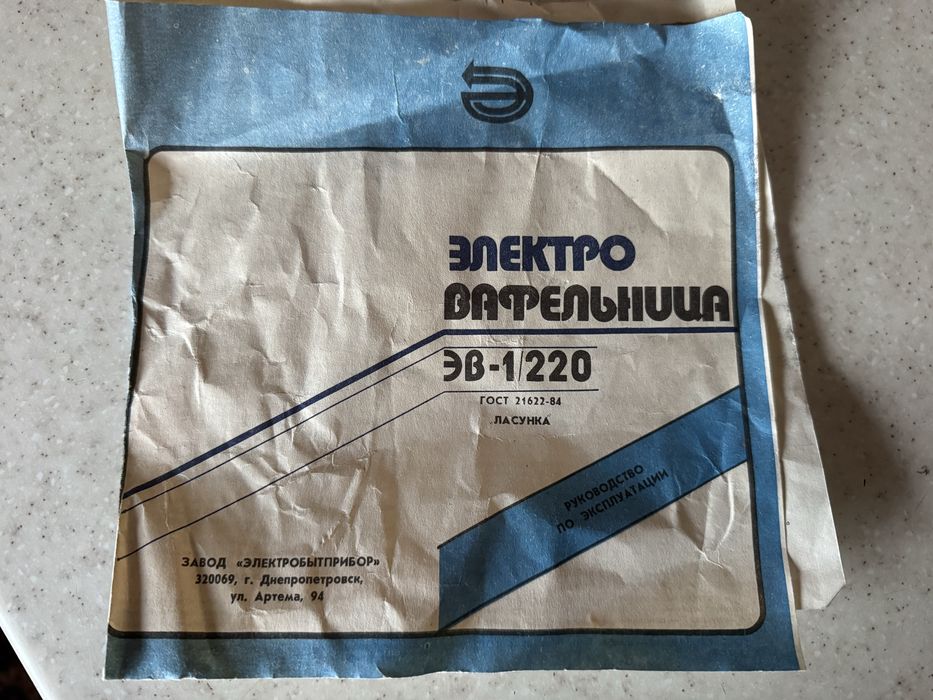 ЭЛЕКТРО
ВАФЕЛЬНИЦА
ЭВ-1/220
ГОСТ 21622-84
ЛАСУНКА
РУКОВОДСТВО
ПО ЭКСПЛУАТАЦИИ
ЗАВОД «ЭЛЕКТРОБЫТПРИБОР»
320069, г. Днепропетровск,
ул. Артема, 94